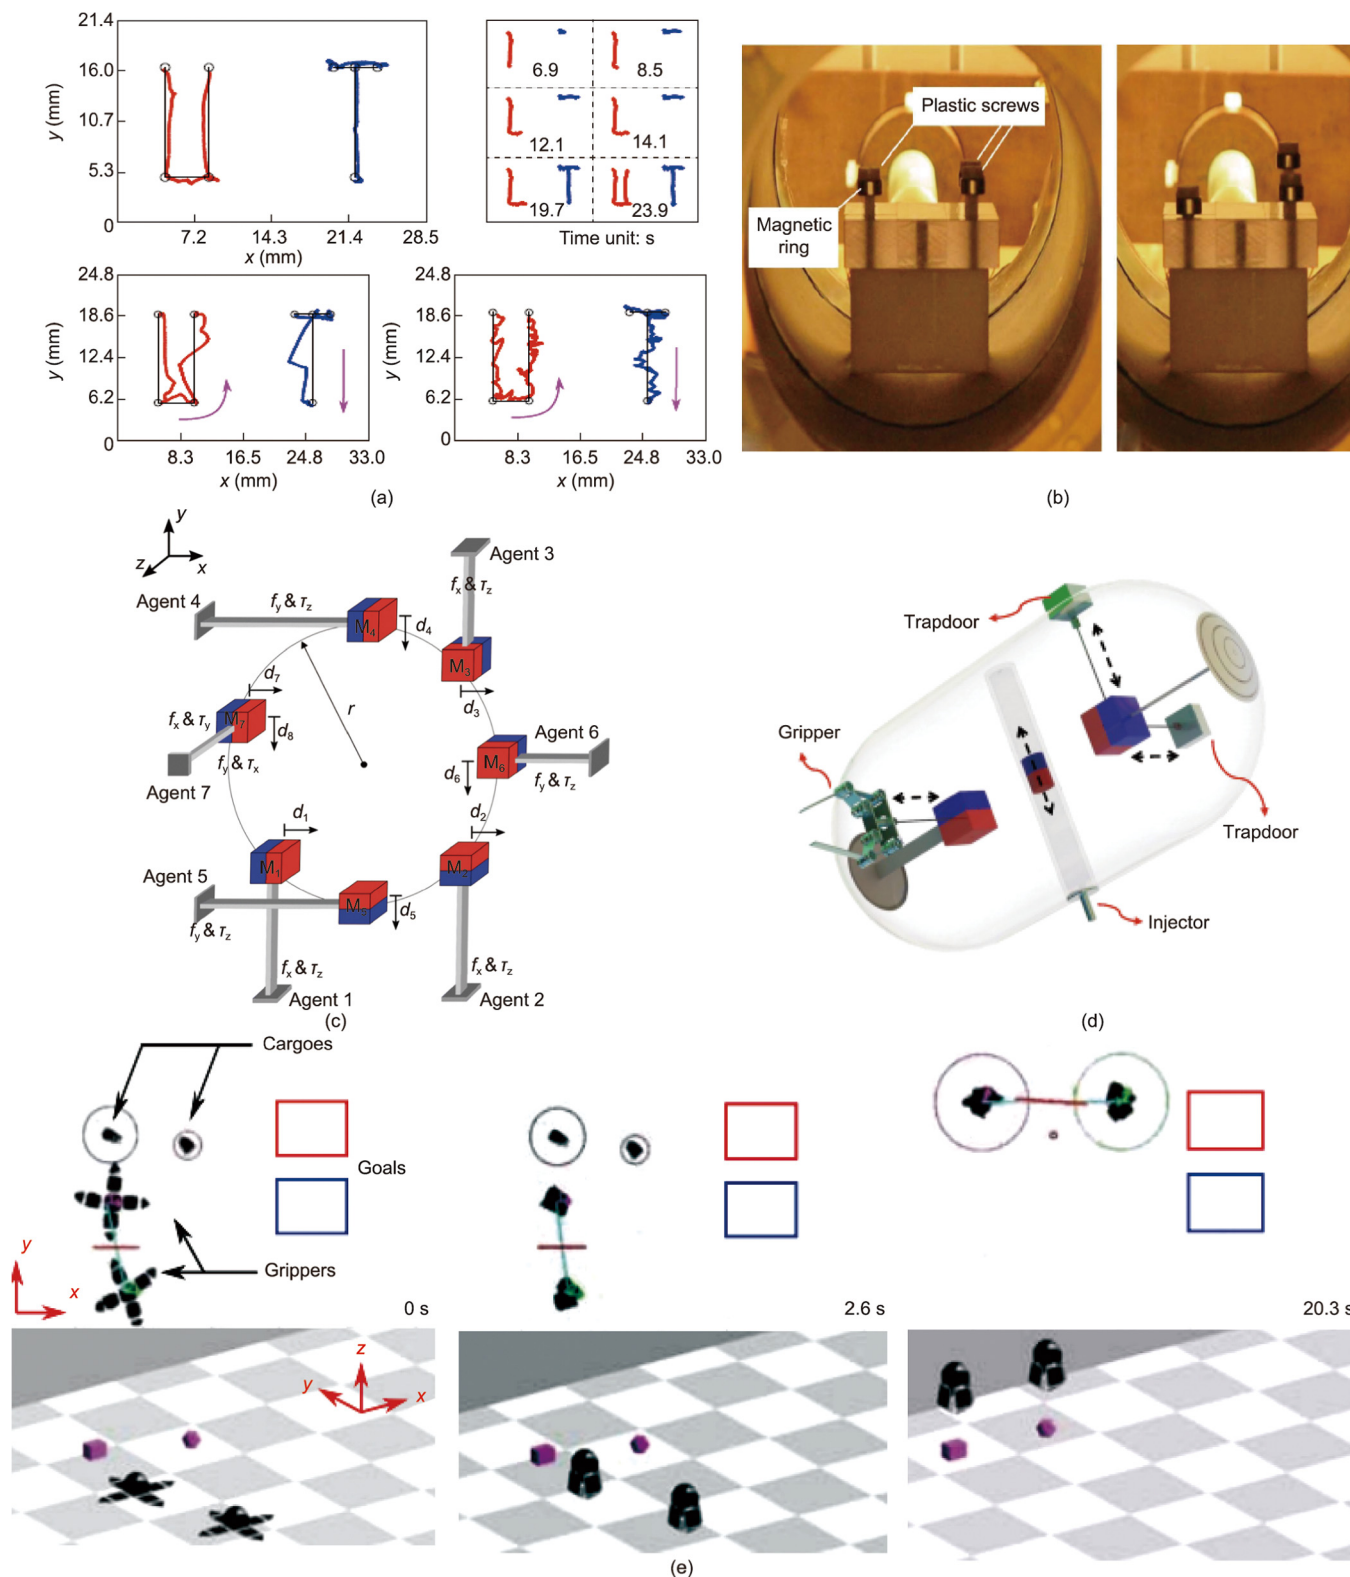 21.4
16.0
10.7
5.3
0
y (mm)
7.2
14.3
21.4
28.5
x (mm)
6.9
8.5
12.1
14.1
19.7
23.9
Time unit: s
24.8
18.6
12.4
6.2
0
y (mm)
8.3
16.5
24.8
33.0
x (mm)
24.8
18.6
12.4
6.2
0
y (mm)
8.3
16.5
24.8
33.0
x (mm)
(a)
Plastic screws
Magnetic
ring
(b)
y
z
x
Agent 3
fx & τz
Agent 4
fy & τz
M4
d4
M3
d3
d7
fx & τy
M7
d8
fy & τx
Agent 7
r
Agent 6
M6
d6
fy & τz
d1
d2
M1
M2
Agent 5
M5
d5
fy & τz
fx & τz
fx & τz
Agent 1
Agent 2
(c)
Trapdoor
Gripper
Trapdoor
Injector
(d)
Cargoes
Goals
Grippers
y
x
0 s
2.6 s
20.3 s
z
y
x
(e)